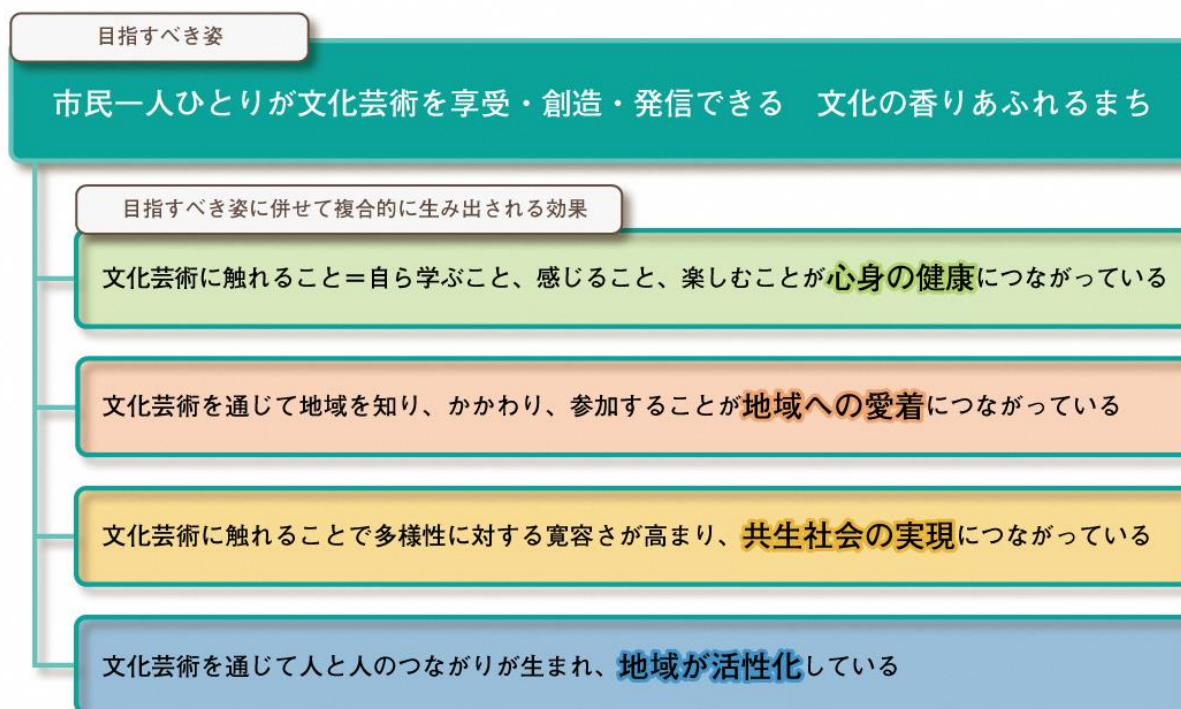 目指すべき姿
市民一人ひとりが文化芸術を享受・創造・発信できる　文化の香りあふれるまち
目指すべき姿に併せて複合的に生み出される効果
文化芸術に触れること＝自ら学ぶこと、感じること、楽しむことが心身の健康につながっている
文化芸術を通じて地域を知り、かかわり、参加することが地域への愛着につながっている
文化芸術に触れることで多様性に対する寛容さが高まり、共生社会の実現につながっている
文化芸術を通じて人と人のつながりが生まれ、地域が活性化している